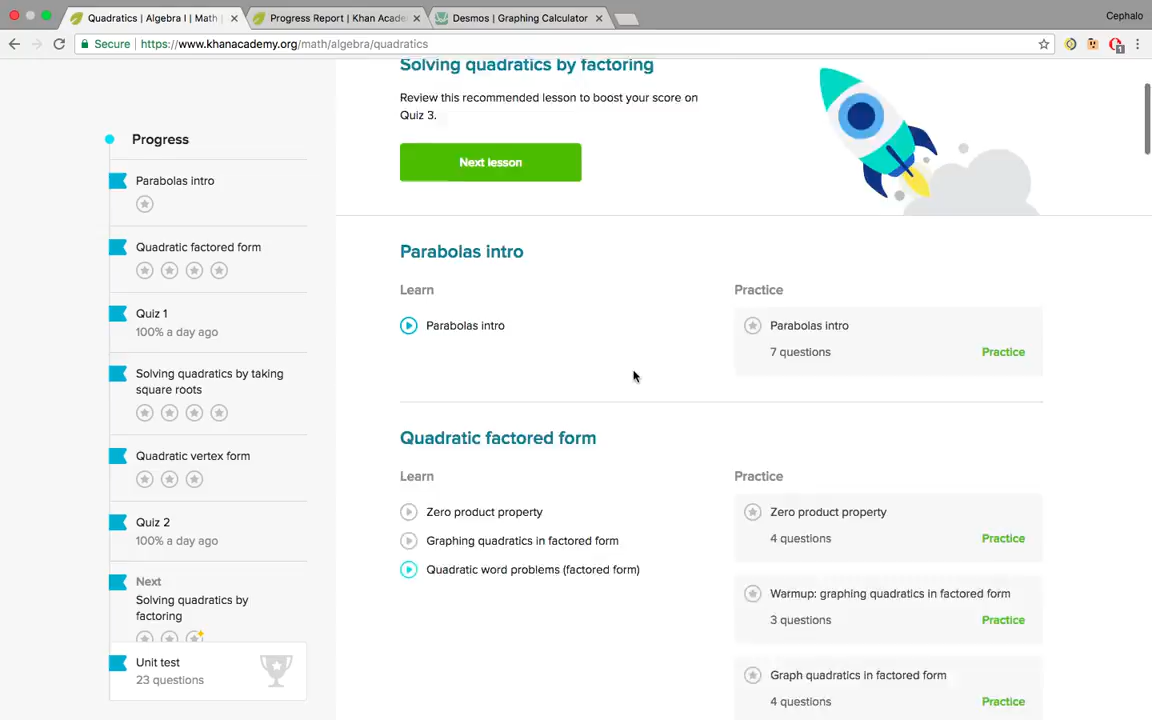 Quadratics | Algebra I | Math |
Progress Report | Khan Acade
Desmos | Graphing Calculator
Cephalo
Secure
https://www.khanacademy.org/math/algebra/quadratics
1
Solving quadratics by factoring
Review this recommended lesson to boost your score on
Quiz 3.
Next lesson
Progress
Parabolas intro
Quadratic factored form
Quiz 1
100% a day ago
Solving quadratics by taking
square roots
Quadratic vertex form
Quiz 2
100% a day ago
Next
Solving quadratics by
factoring
Unit test
23 questions
Parabolas intro
Learn
Parabolas intro
Practice
Parabolas intro
7 questions
Practice
Quadratic factored form
Learn
Zero product property
Graphing quadratics in factored form
Quadratic word problems (factored form)
Practice
Zero product property
4 questions
Practice
Warmup: graphing quadratics in factored form
3 questions
Practice
Graph quadratics in factored form
4 questions
Practice